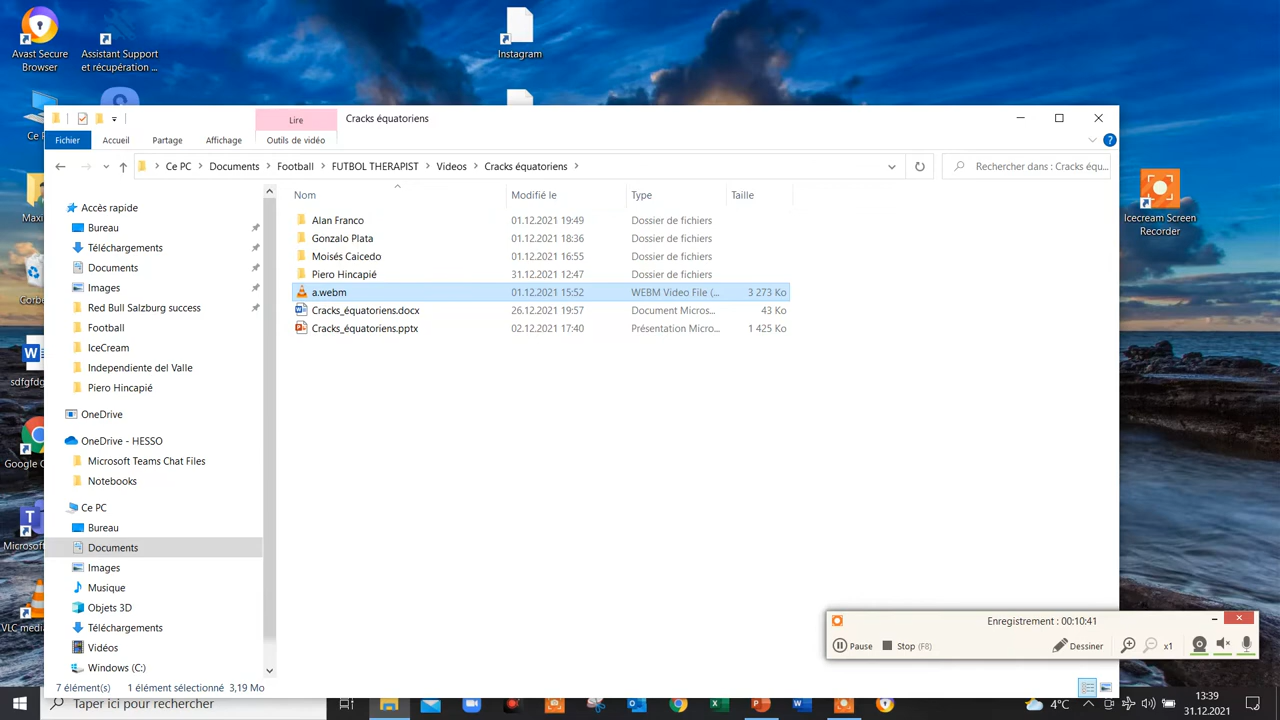 Avast Secure
Browser
Assistant Support
et récupération ...
Instagram
Icecream Screen
Recorder
Lire
Cracks équatoriens
Fichier
Accueil
Partage
Affichage
Outils de vidéo
Ce PC
Documents
Football
FUTBOL THERAPIST
Videos
Cracks équatoriens
Rechercher dans : Cracks équ...
Nom
Modifié le
Type
Taille
Alan Franco 01.12.2021 19:49 Dossier de fichiers
Gonzalo Plata 01.12.2021 18:36 Dossier de fichiers
Moisés Caicedo 01.12.2021 16:55 Dossier de fichiers
Piero Hincapié 31.12.2021 12:47 Dossier de fichiers
a.webm 01.12.2021 15:52 WEBM Video File (... 3 273 Ko
Cracks_équatoriens.docx 26.12.2021 19:57 Document Micros... 43 Ko
Cracks_équatoriens.pptx 02.12.2021 17:40 Présentation Micro... 1 425 Ko
Accès rapide
Bureau
Téléchargements
Documents
Images
Red Bull Salzburg success
Football
IceCream
Independiente del Valle
Piero Hincapié
OneDrive
OneDrive - HESSO
Microsoft Teams Chat Files
Notebooks
Ce PC
Bureau
Documents
Images
Musique
Objets 3D
Téléchargements
Vidéos
Windows (C:)
Ce P
Maxi
Corbe
sdfgfdg
Google C
Microsof
VLC medi
7 élément(s)
1 élément sélectionné 3,19 Mo
Enregistrement : 00:10:41
Pause
Stop (F8)
Dessiner
x1
Taper ici pour rechercher
4°C
13:39
31.12.2021